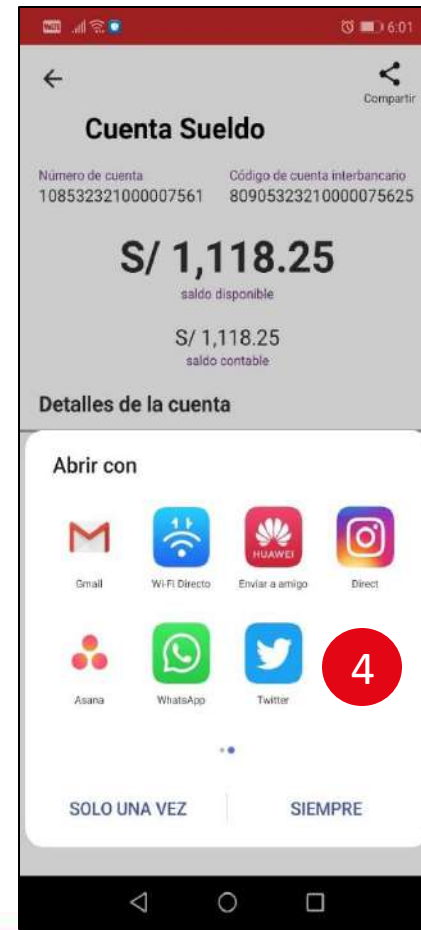 6:01
Compartir
Cuenta Sueldo
Número de cuenta Código de cuenta interbancario
108532321000007561 80905323210000075625
S/ 1,118.25
saldo disponible
S/ 1,118.25
saldo contable
Detalles de la cuenta
Abrir con
HUAWEI
Gmail Wi-Fi Directo Enviar a amigo Direct
4
Asana WhatsApp Twitter
SOLO UNA VEZ SIEMPRE